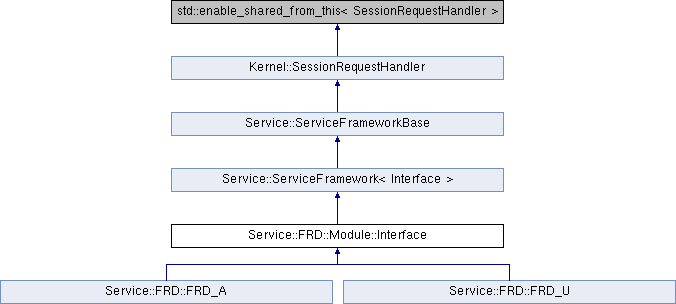 std::enable_shared_from_this< SessionRequestHandler >
Kernel::SessionRequestHandler
Service::ServiceFrameworkBase
Service::ServiceFramework< Interface >
Service::FRD::Module::Interface
Service::FRD::FRD_A
Service::FRD::FRD_U